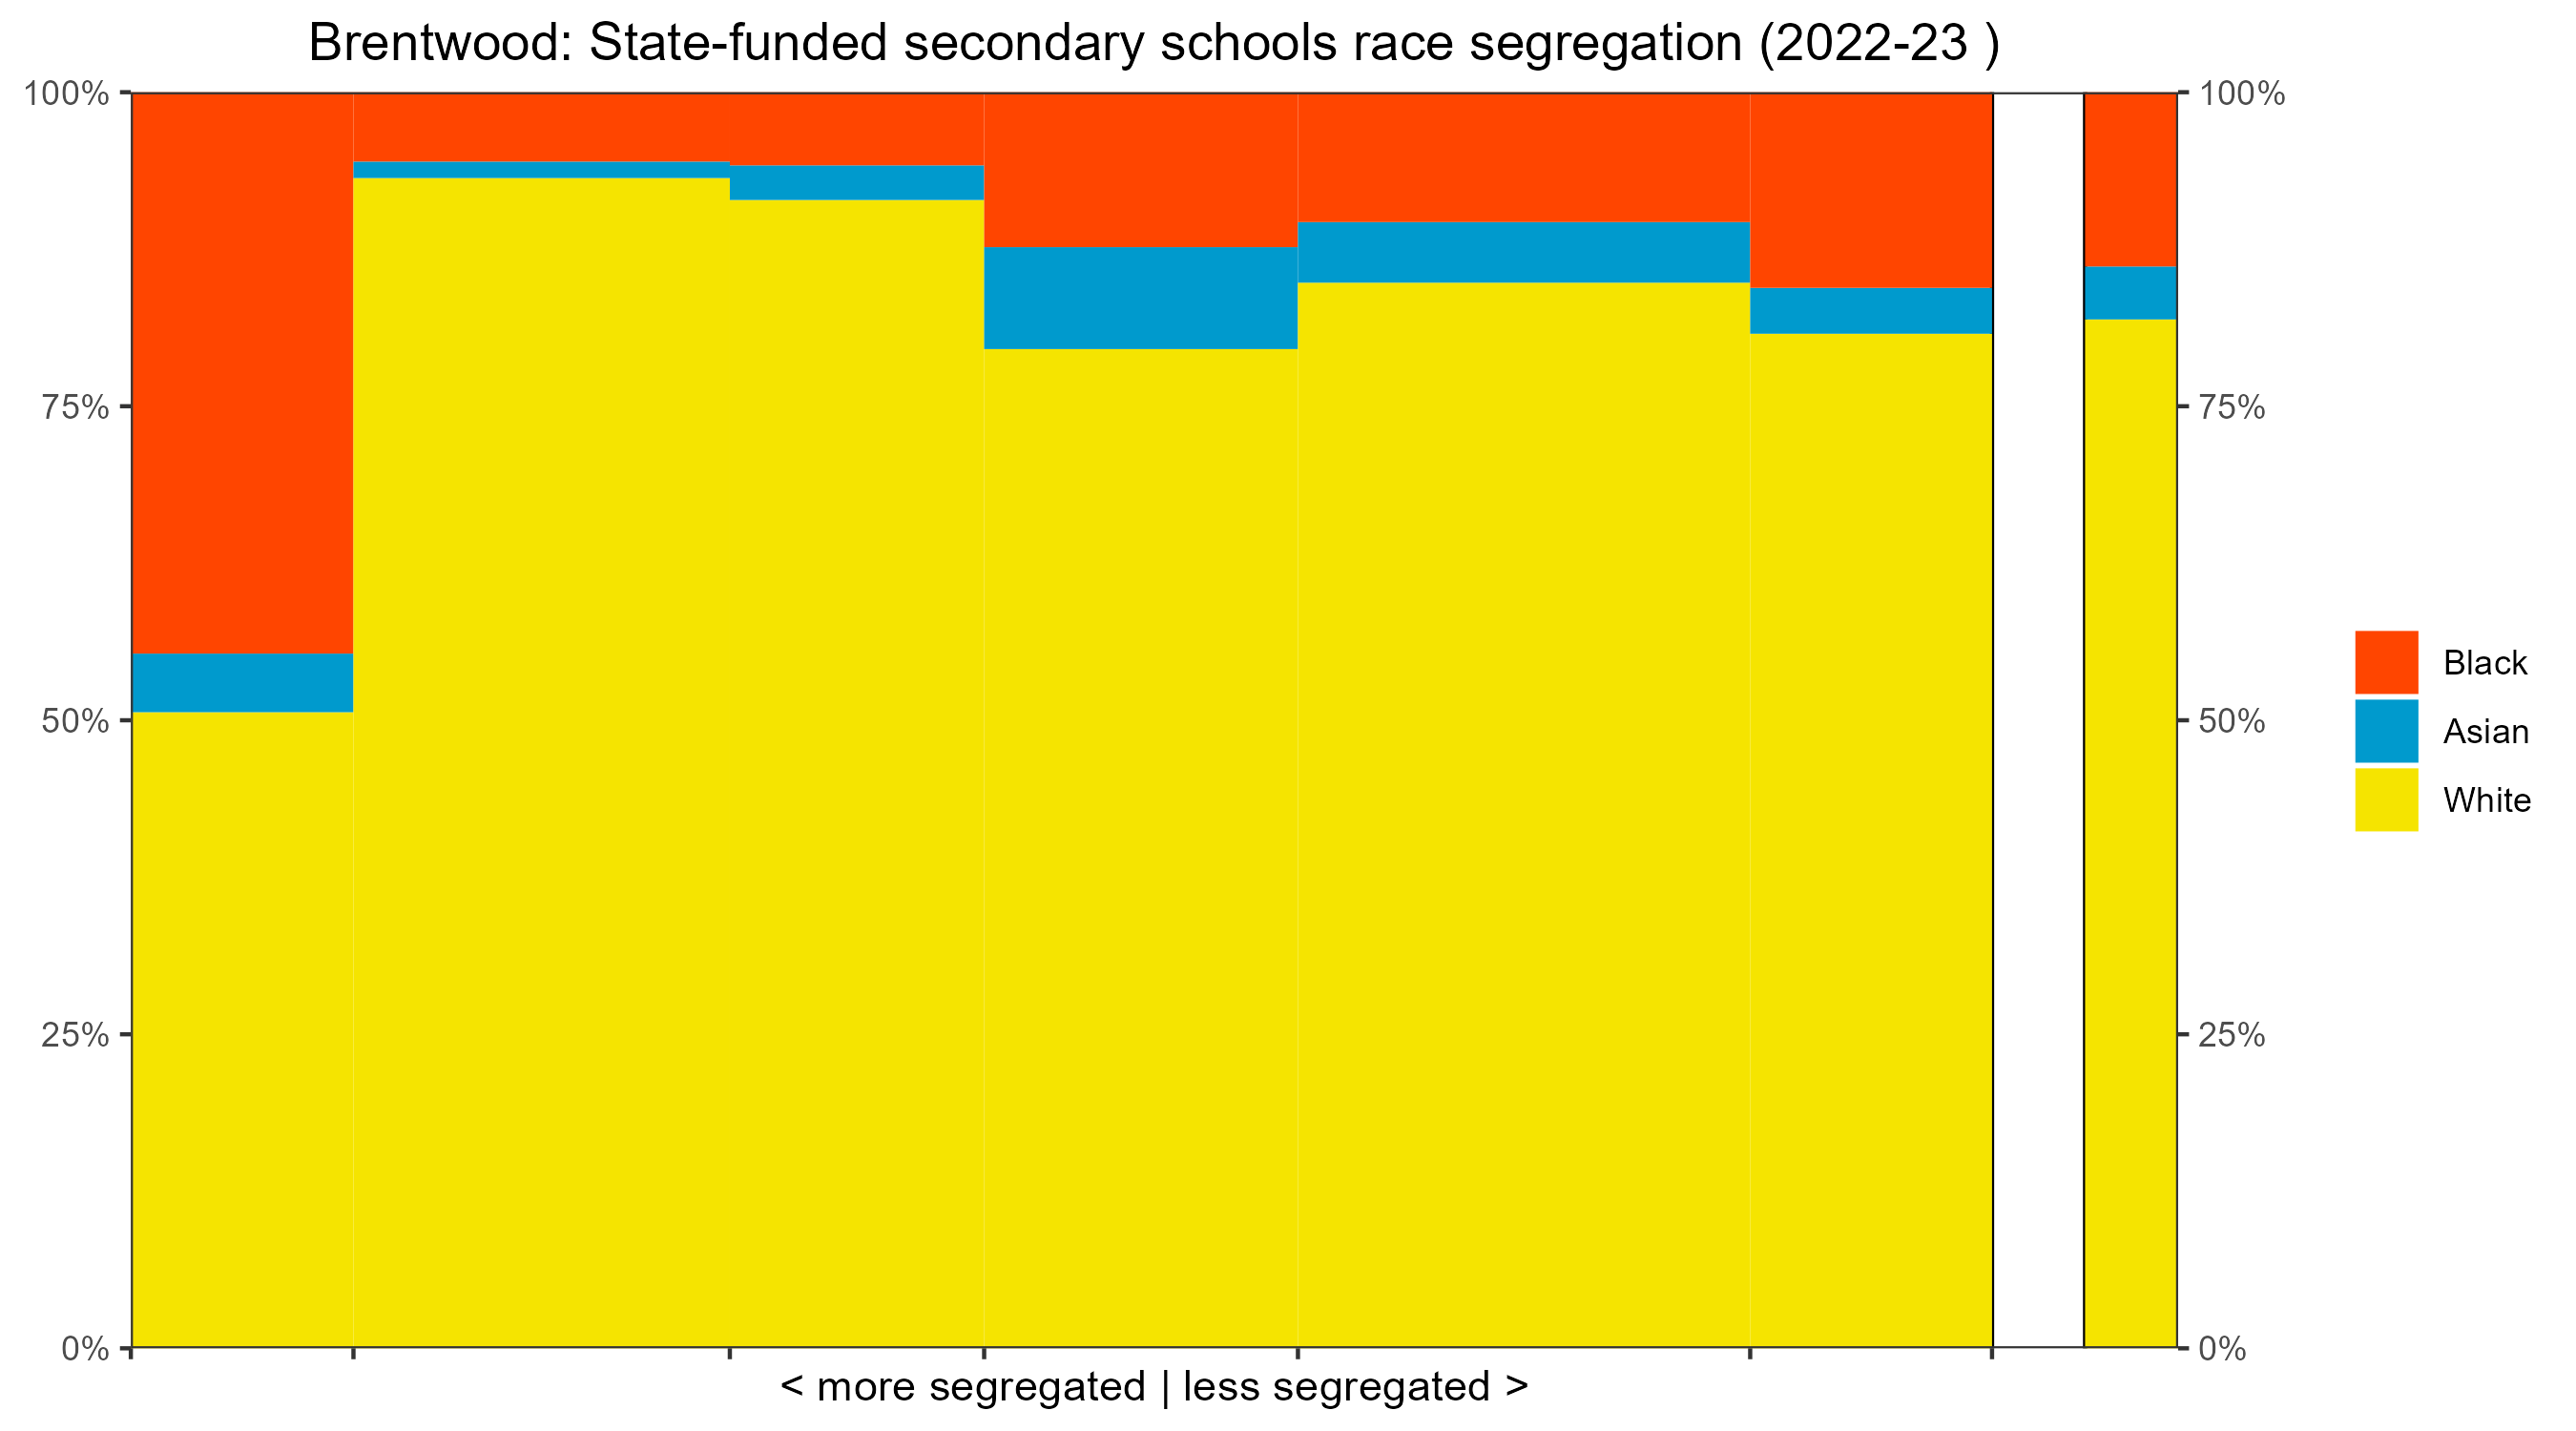 Brentwood: State-funded secondary schools race segregation (2022-23 )
100%
75%
50%
25%
0%
100%
75%
50%
25%
0%
Black
Asian
White
< more segregated | less segregated >